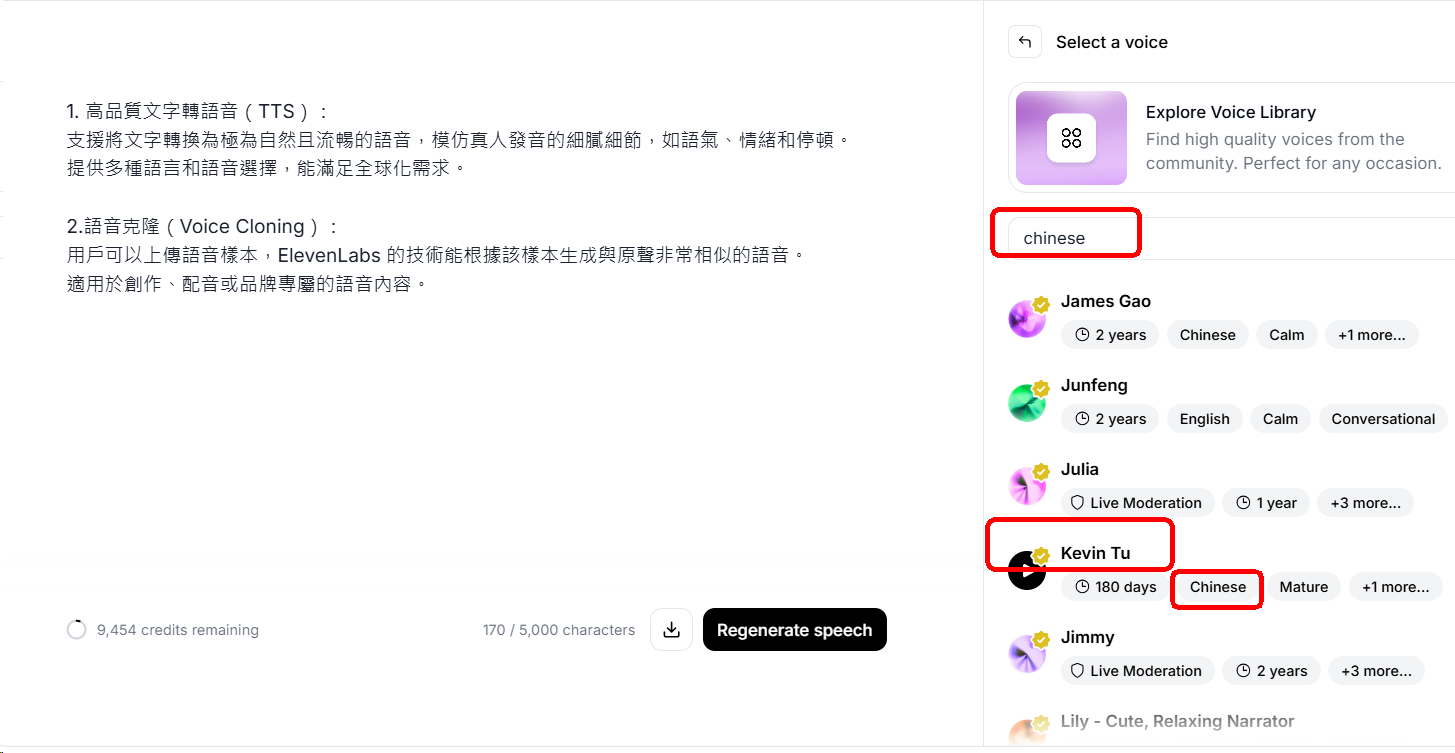 Select a voice
1. 高品質文字轉語音（TTS）：
支援將文字轉換為極為自然且流暢的語音，模仿真人發音的細膩細節，如語氣、情緒和停頓。
提供多種語言和語音選擇，能滿足全球化需求。
2.語音克隆（Voice Cloning）：
用戶可以上傳語音樣本，ElevenLabs 的技術能根據該樣本生成與原聲非常相似的語音。
適用於創作、配音或品牌專屬的語音內容。
9,454 credits remaining
170 / 5,000 characters
Regenerate speech
Explore Voice Library
Find high quality voices from the
community. Perfect for any occasion.
chinese
James Gao
2 years Chinese Calm +1 more...
Junfeng
2 years English Calm Conversational
Julia
Live Moderation 1 year +3 more...
Kevin Tu
180 days Chinese Mature +1 more...
Jimmy
Live Moderation 2 years +3 more...
Lily - Cute, Relaxing Narrator